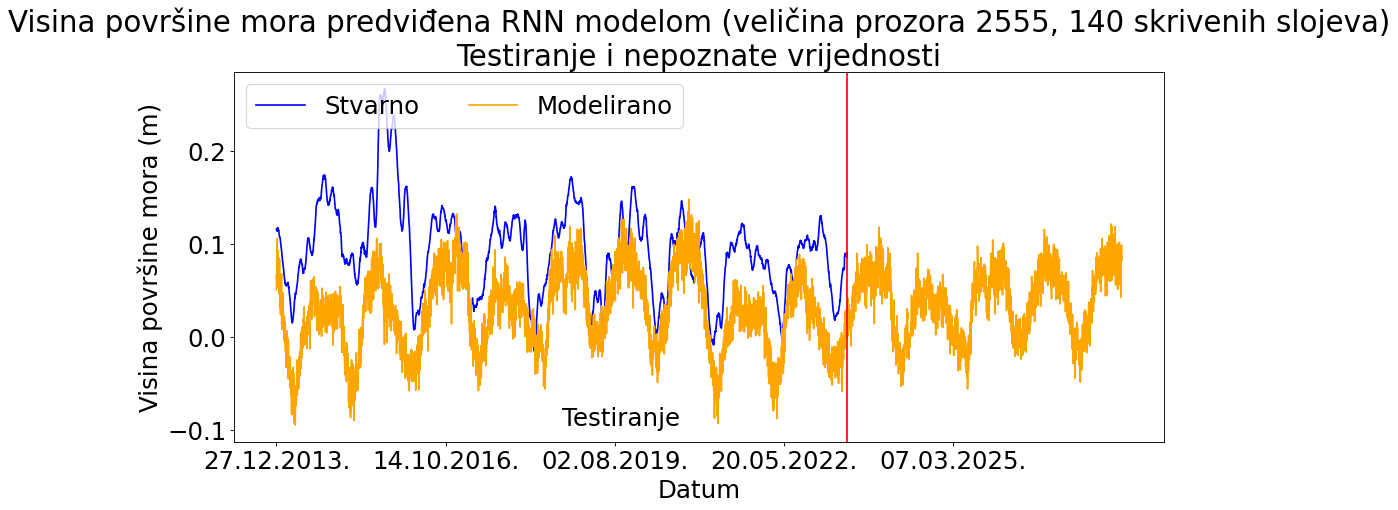 Visina površine mora predviđena RNN modelom (veličina prozora 2555, 140 skrivenih slojeva)
Testiranje i nepoznate vrijednosti
Stvarno Modelirano
Visina površine mora (m)
0.2
0.1
0.0
−0.1
Testiranje
27.12.2013. 14.10.2016. 02.08.2019. 20.05.2022. 07.03.2025.
Datum